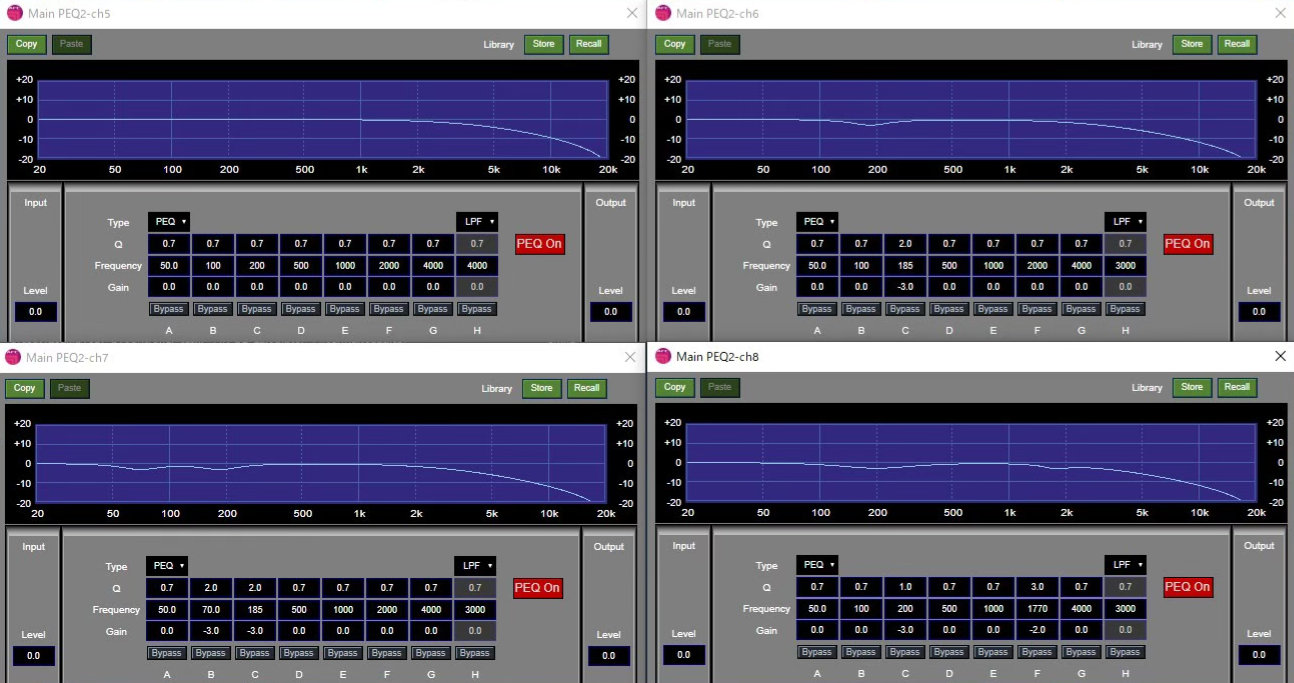 Main PEQ2-ch5
Copy Paste Library Store Recall
+20 +20
+10 +10
0 0
-10 -10
-20 -20
20 50 100 200 500 1k 2k 5k 10k 20k
Input Output
Type PEQ LPF
Q 0.7 0.7 0.7 0.7 0.7 0.7 0.7 0.7 PEQ On
Frequency 50.0 100 200 500 1000 2000 4000 4000
Level Gain 0.0 0.0 0.0 0.0 0.0 0.0 0.0 0.0 Level
0.0 Bypass Bypass Bypass Bypass Bypass Bypass Bypass Bypass 0.0
A B C D E F G H
Main PEQ2-ch6
Copy Paste Library Store Recall
+20 +20
+10 +10
0 0
-10 -10
-20 -20
20 50 100 200 500 1k 2k 5k 10k 20k
Input Output
Type PEQ LPF
Q 0.7 0.7 2.0 0.7 0.7 0.7 0.7 0.7 PEQ On
Frequency 50.0 100 185 500 1000 2000 4000 3000
Level Gain 0.0 0.0 -3.0 0.0 0.0 0.0 0.0 0.0 Level
0.0 Bypass Bypass Bypass Bypass Bypass Bypass Bypass Bypass 0.0
A B C D E F G H
Main PEQ2-ch7
Copy Paste Library Store Recall
+20 +20
+10 +10
0 0
-10 -10
-20 -20
20 50 100 200 500 1k 2k 5k 10k 20k
Input Output
Type PEQ LPF
Q 0.7 2.0 2.0 0.7 0.7 0.7 0.7 0.7 PEQ On
Frequency 50.0 70.0 185 500 1000 2000 4000 3000
Level Gain 0.0 -3.0 -3.0 0.0 0.0 0.0 0.0 0.0 Level
0.0 Bypass Bypass Bypass Bypass Bypass Bypass Bypass Bypass 0.0
A B C D E F G H
Main PEQ2-ch8
Copy Paste Library Store Recall
+20 +20
+10 +10
0 0
-10 -10
-20 -20
20 50 100 200 500 1k 2k 5k 10k 20k
Input Output
Type PEQ LPF
Q 0.7 0.7 1.0 0.7 0.7 3.0 0.7 0.7 PEQ On
Frequency 50.0 100 200 500 1000 1770 4000 3000
Level Gain 0.0 0.0 -3.0 0.0 0.0 -2.0 0.0 0.0 Level
0.0 Bypass Bypass Bypass Bypass Bypass Bypass Bypass Bypass 0.0
A B C D E F G H